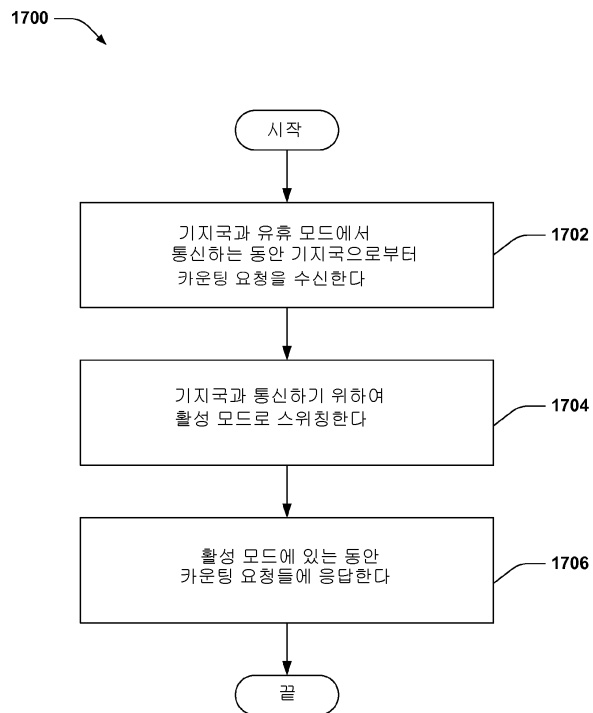 1700
시작
기지국과 유휴 모드에서
통신하는 동안 기지국으로부터
카운팅 요청을 수신한다
1702
기지국과 통신하기 위하여
활성 모드로 스위칭한다
1704
활성 모드에 있는 동안
카운팅 요청들에 응답한다
1706
끝